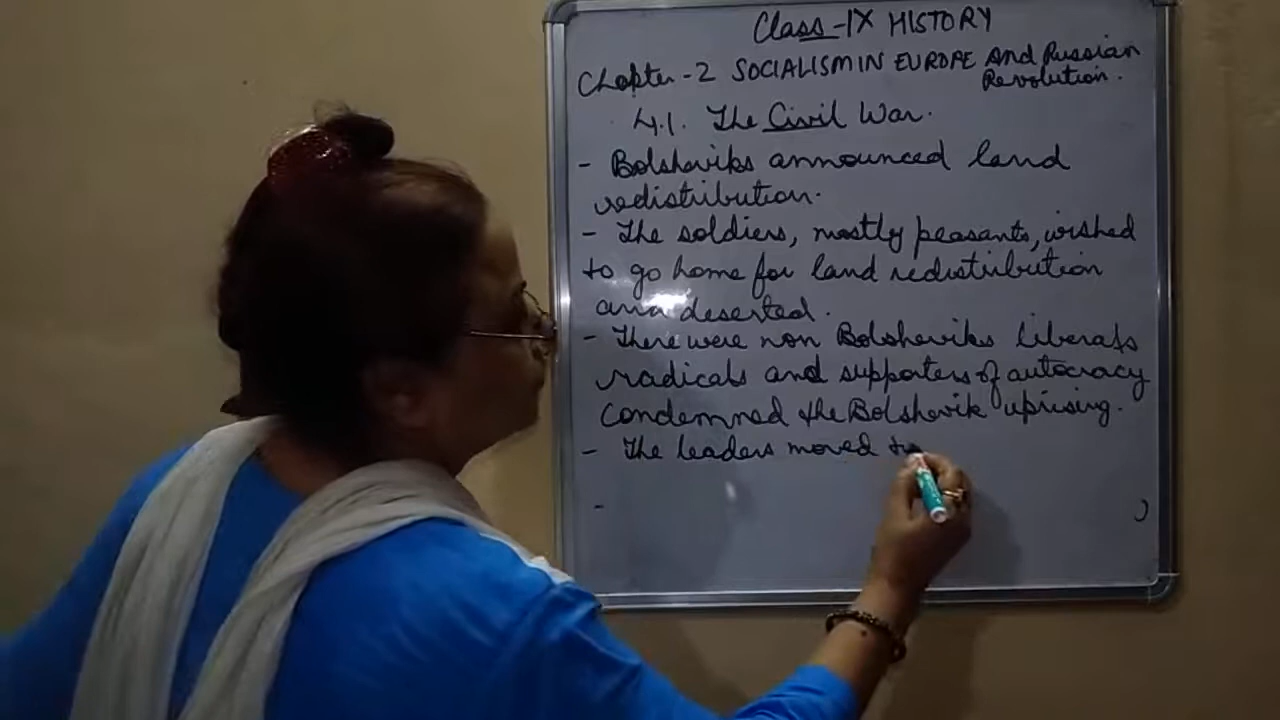 Class-IX HISTORY
Chapter-2 SOCIALISM IN EUROPE And Russian
Revolution.
4.1. The Civil War.
- Bolsheviks announced land
redistribution.
- The soldiers, mostly peasants, wished
to go home for land redistribution
and deserted.
- There were non Bolsheviks liberals
radicals and supporters of autocracy
condemned the Bolshevik uprising.
- The leaders moved